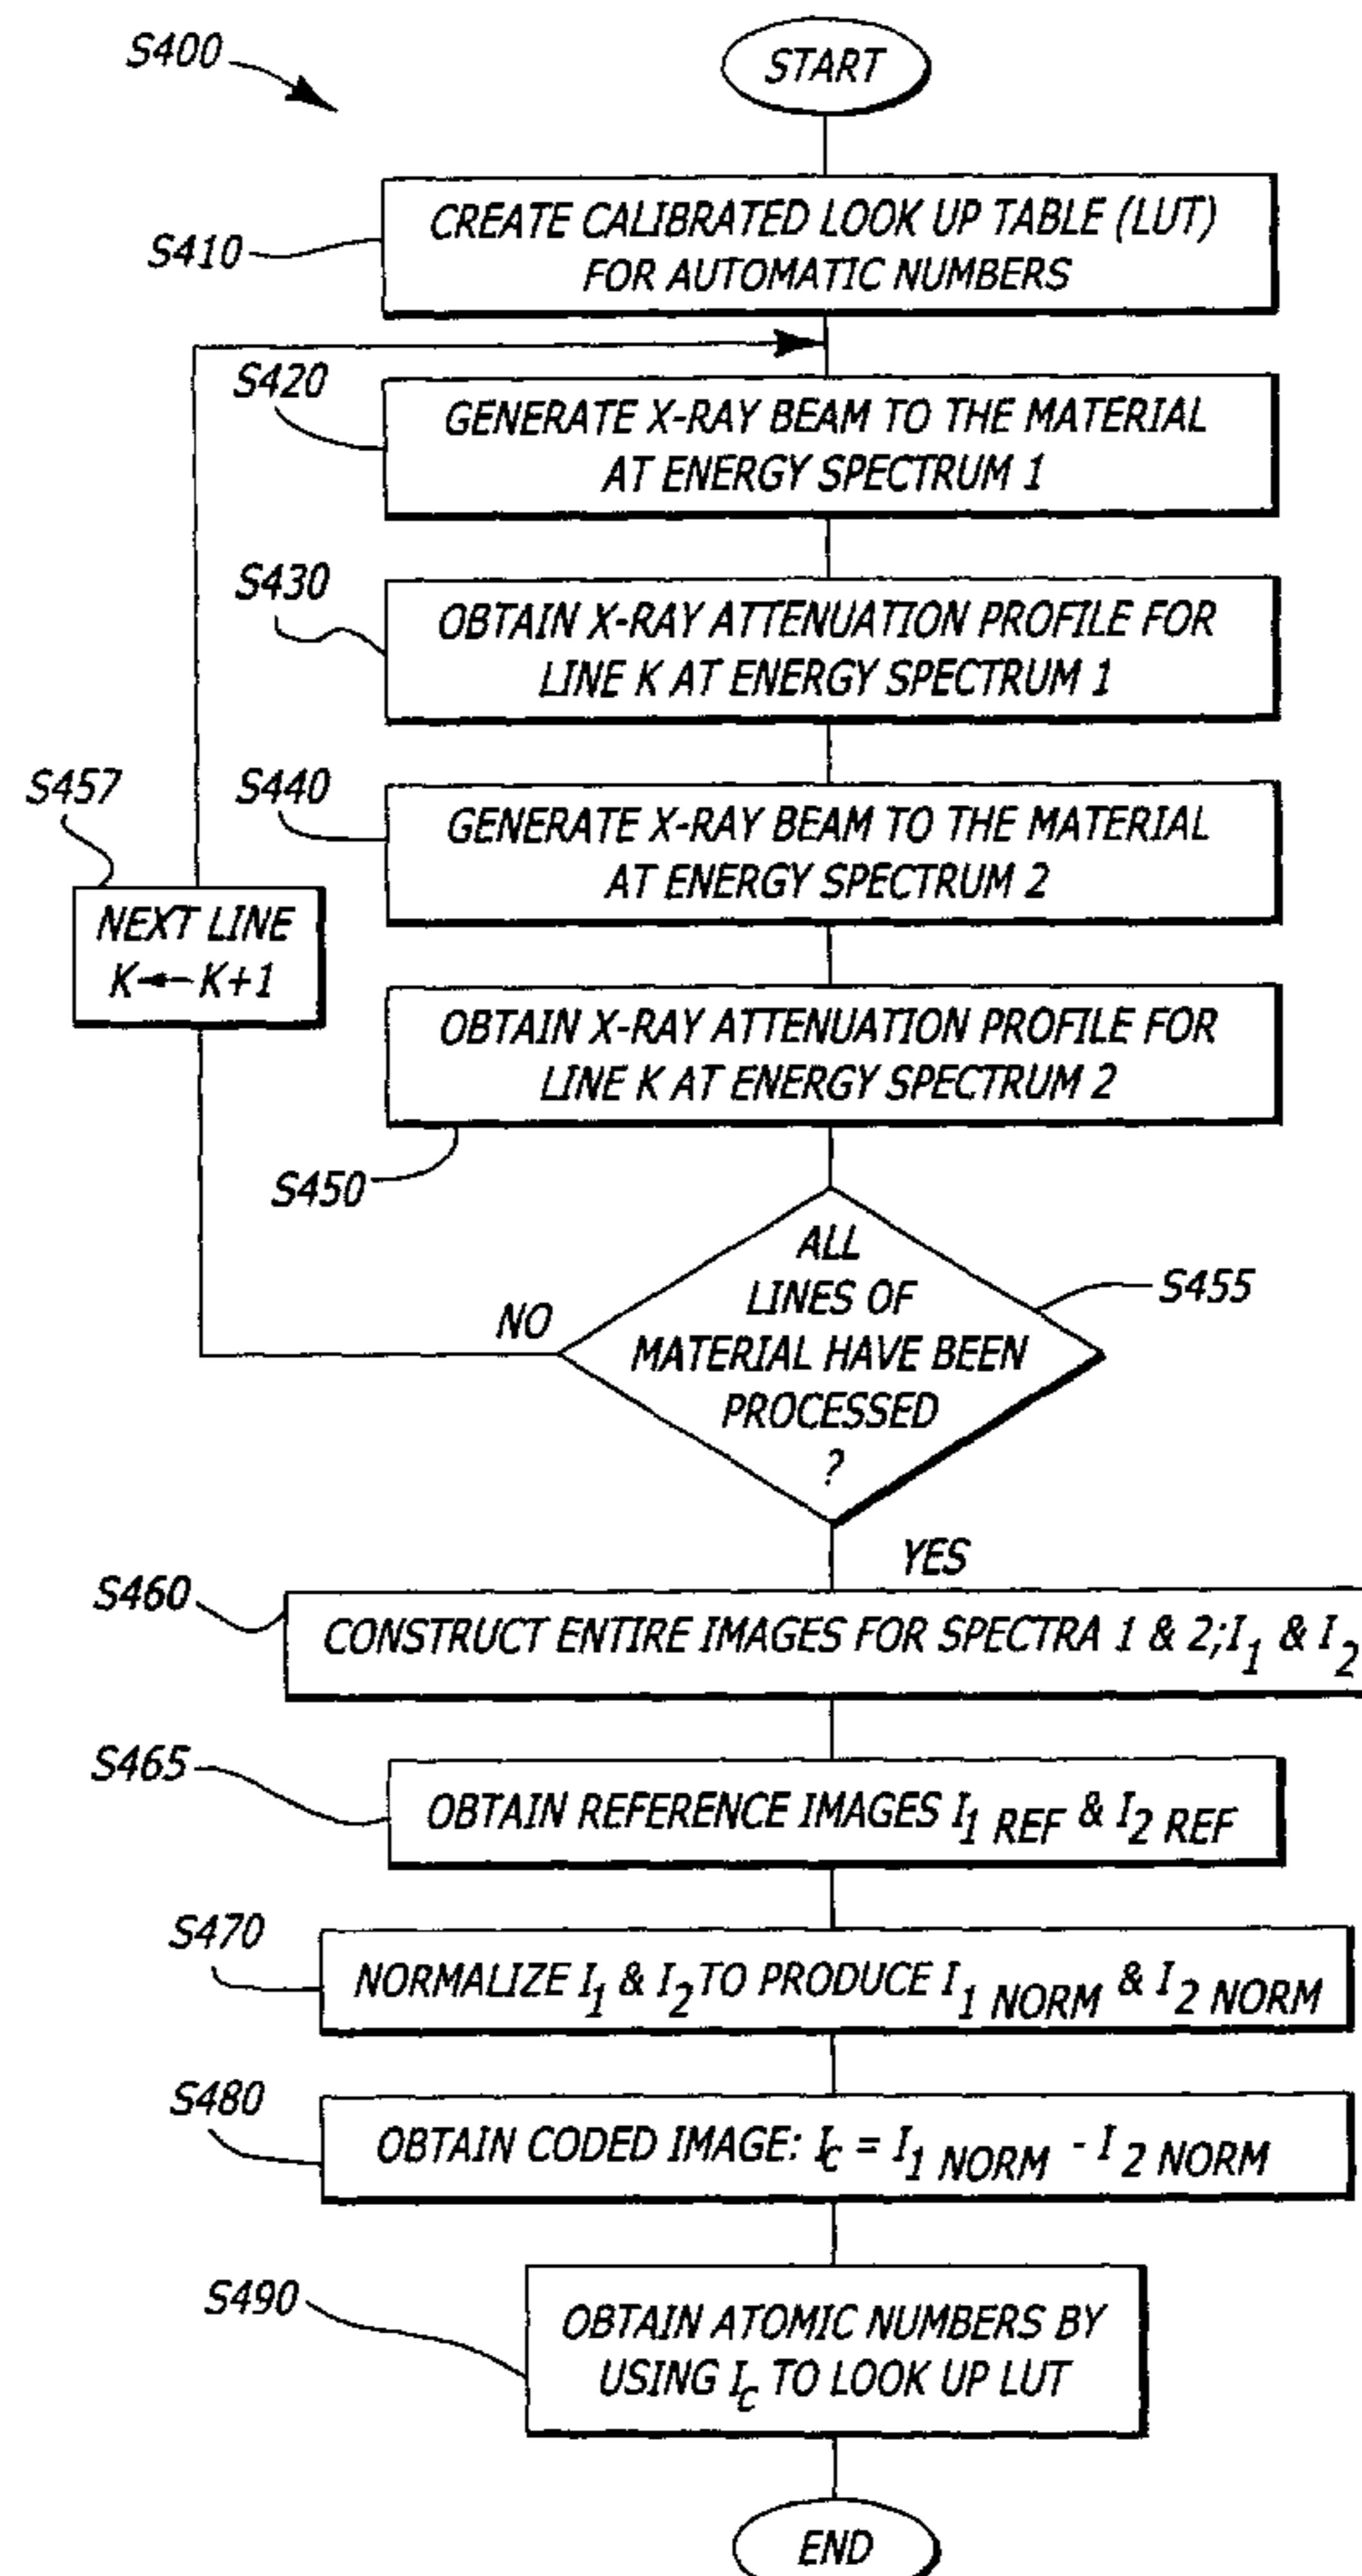 S400
START
S410
CREATE CALIBRATED LOOK UP TABLE (LUT)
FOR AUTOMATIC NUMBERS
S420
GENERATE X-RAY BEAM TO THE MATERIAL
AT ENERGY SPECTRUM 1
S430
OBTAIN X-RAY ATTENUATION PROFILE FOR
LINE K AT ENERGY SPECTRUM 1
S457
NEXT LINE
K←K+1
S440
GENERATE X-RAY BEAM TO THE MATERIAL
AT ENERGY SPECTRUM 2
OBTAIN X-RAY ATTENUATION PROFILE FOR
LINE K AT ENERGY SPECTRUM 2
S450
ALL
LINES OF
MATERIAL HAVE BEEN
PROCESSED
?
S455
NO
YES
S460
CONSTRUCT ENTIRE IMAGES FOR SPECTRA 1 & 2;I1 & I2
S465
OBTAIN REFERENCE IMAGES I1 REF & I2 REF
S470
NORMALIZE I1 & I2 TO PRODUCE I1 NORM & I2 NORM
S480
OBTAIN CODED IMAGE: IC = I1 NORM - I2 NORM
S490
OBTAIN ATOMIC NUMBERS BY
USING IC TO LOOK UP LUT
END